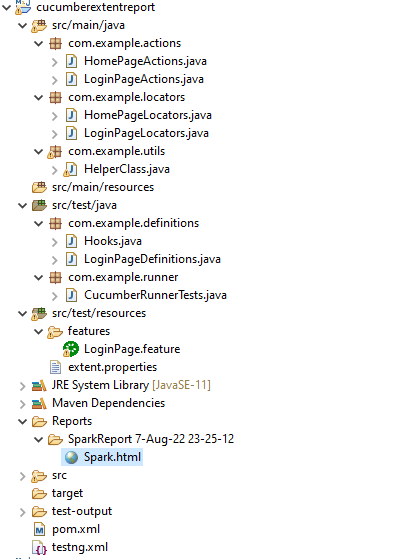 cucumberextentreport
src/main/java
com.example.actions
HomePageActions.java
LoginPageActions.java
com.example.locators
HomePageLocators.java
LoginPageLocators.java
com.example.utils
HelperClass.java
src/main/resources
src/test/java
com.example.definitions
Hooks.java
LoginPageDefinitions.java
com.example.runner
CucumberRunnerTests.java
src/test/resources
features
LoginPage.feature
extent.properties
JRE System Library [JavaSE-11]
Maven Dependencies
Reports
SparkReport 7-Aug-22 23-25-12
Spark.html
src
target
test-output
pom.xml
testng.xml